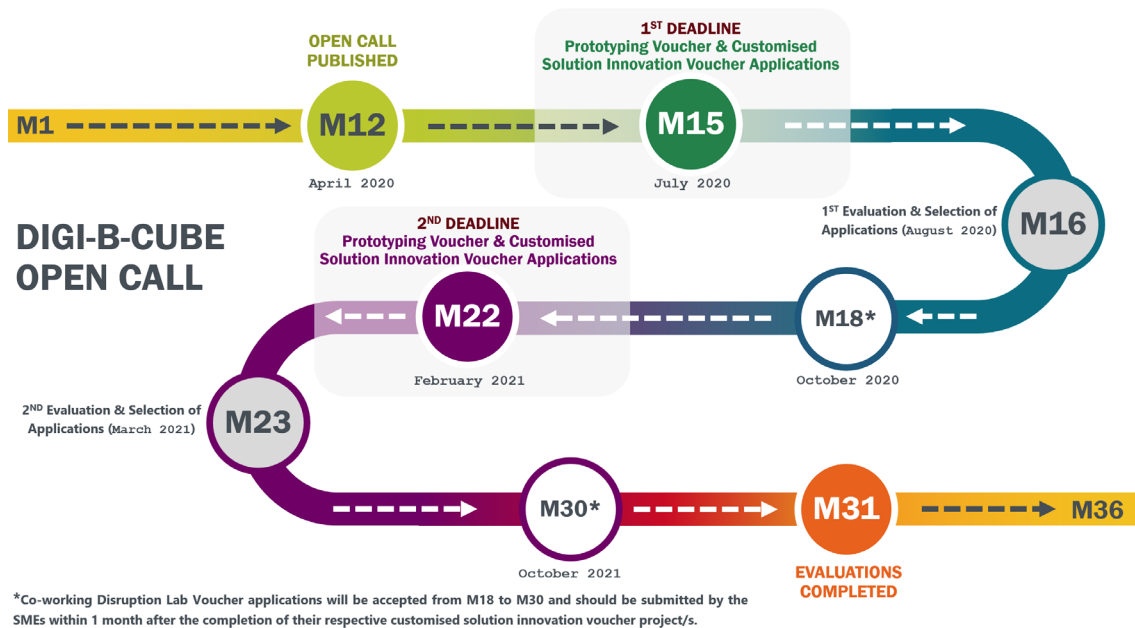 OPEN CALL
PUBLISHED
1ST DEADLINE
Prototyping Voucher & Customised
Solution Innovation Voucher Applications
M1
M12
M15
April 2020
July 2020
DIGI-B-CUBE
OPEN CALL
1ST Evaluation & Selection of
Applications (August 2020)
M16
2ND DEADLINE
Prototyping Voucher & Customised
Solution Innovation Voucher Applications
M22
M18*
February 2021
October 2020
2ND Evaluation & Selection of
Applications (March 2021)
M23
M30*
M31
M36
October 2021
EVALUATIONS
COMPLETED
*Co-working Disruption Lab Voucher applications will be accepted from M18 to M30 and should be submitted by the
SMEs within 1 month after the completion of their respective customised solution innovation voucher project/s.